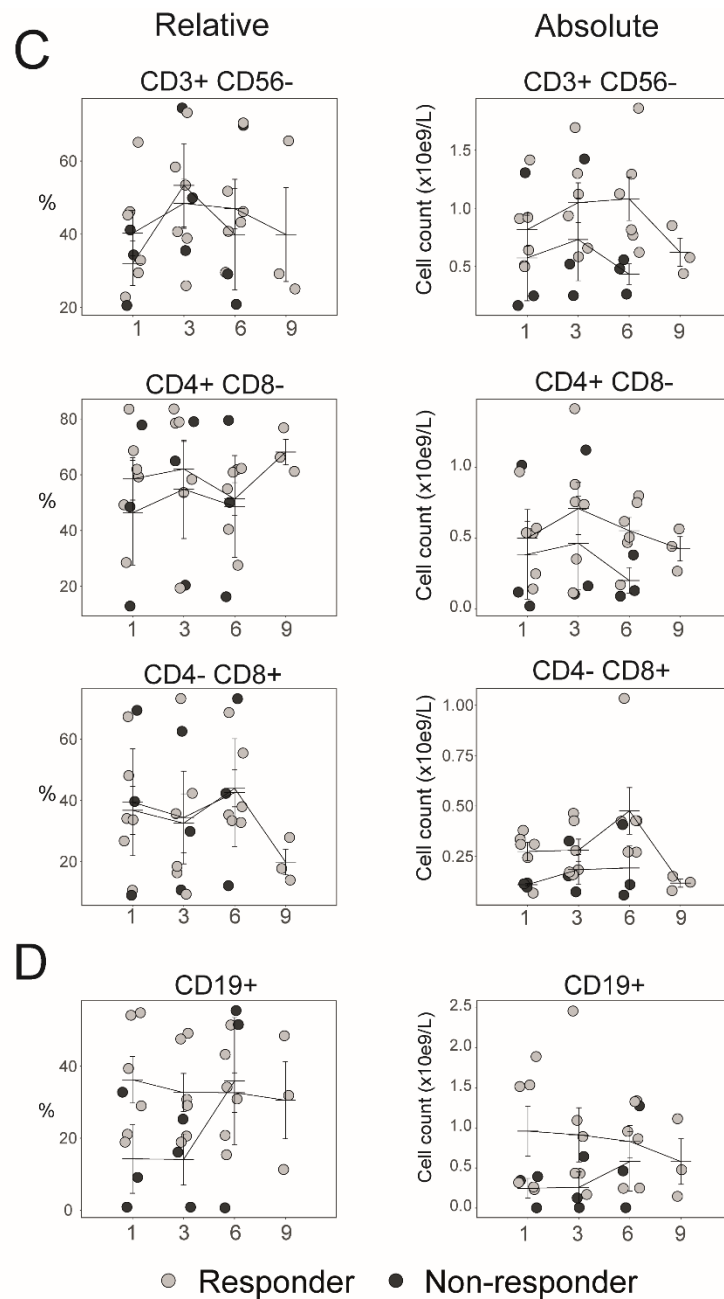 Relative Absolute
C
CD3+ CD56- CD3+ CD56-
60
40
20
%
1 3 6 9
Cell count (x10e9/L)
1.5
1.0
0.5
1 3 6 9
CD4+ CD8- CD4+ CD8-
80
60
40
20
%
1 3 6 9
Cell count (x10e9/L)
1.0
0.5
0.0
1 3 6 9
CD4- CD8+ CD4- CD8+
60
40
20
%
1 3 6 9
Cell count (x10e9/L)
1.00
0.75
0.50
0.25
1 3 6 9
D
CD19+ CD19+
40
20
0
%
1 3 6 9
Cell count (x10e9/L)
2.5
2.0
1.5
1.0
0.5
0.0
1 3 6 9
Responder Non-responder